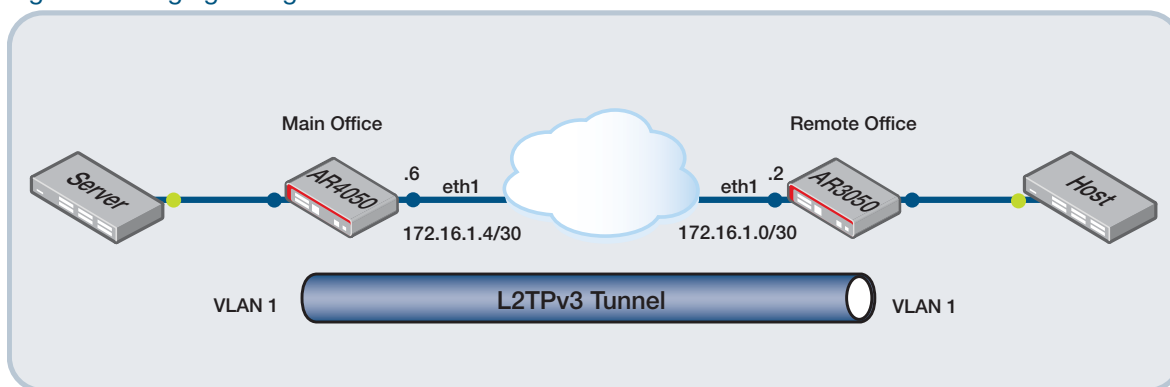 Main Office
Remote Office
Server
AR4050
.6
eth1
172.16.1.4/30
eth1
.2
172.16.1.0/30
AR3050
Host
VLAN 1
L2TPv3 Tunnel
VLAN 1